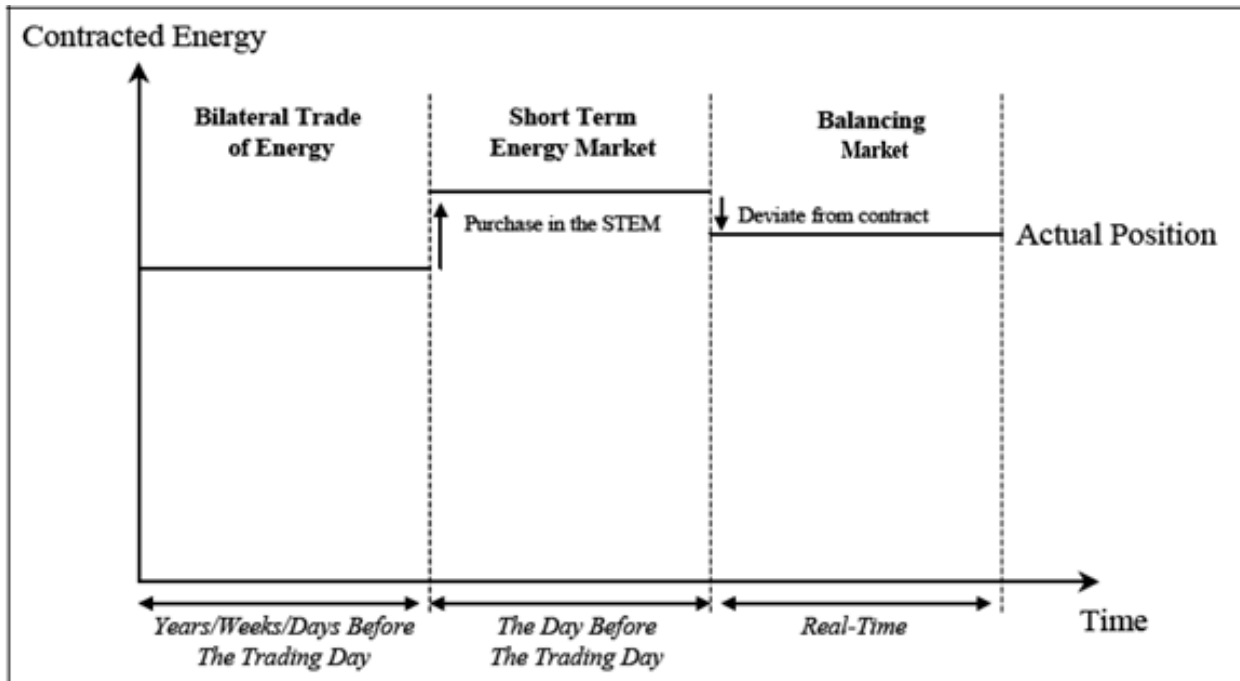 Contracted Energy
Bilateral Trade
of Energy
Short Term
Energy Market
Balancing
Market
Purchase in the STEM
Deviate from contract
Actual Position
Years/Weeks/Days Before
The Trading Day
The Day Before
The Trading Day
Real-Time
Time